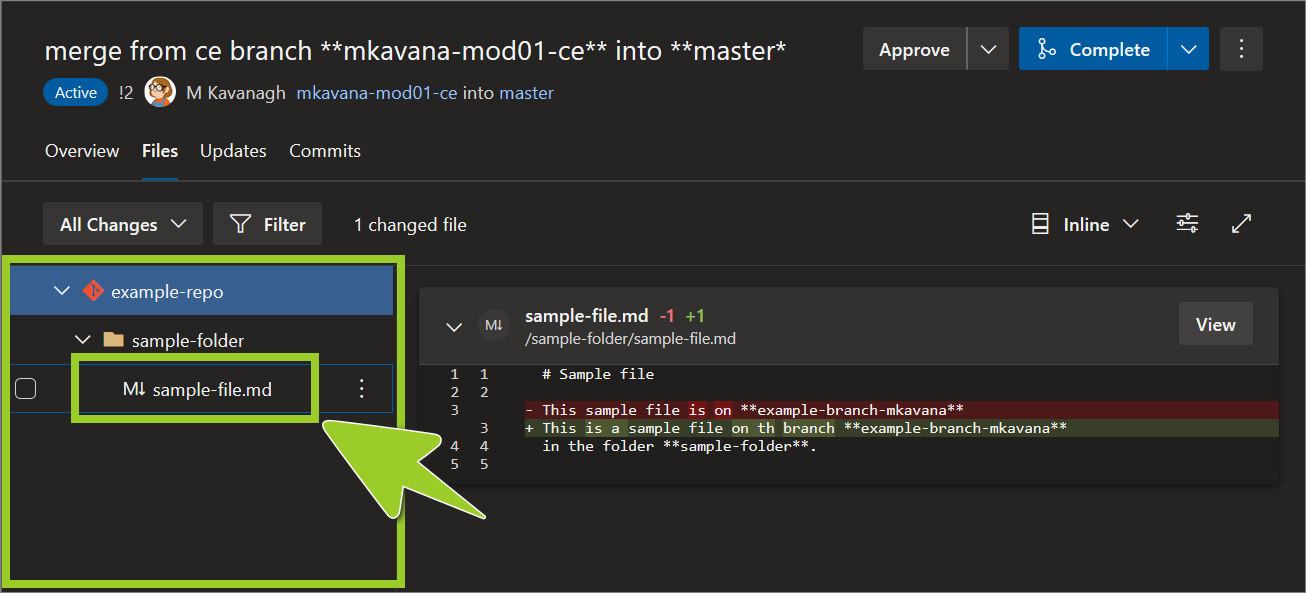 merge from ce branch **mkavana-mod01-ce** into **master*
Approve
Complete
Active !2 M Kavanagh mkavana-mod01-ce into master
Overview Files Updates Commits
All Changes Filter 1 changed file
Inline
example-repo
sample-folder
M↓ sample-file.md
M↓ sample-file.md -1 +1
/sample-folder/sample-file.md
View
1 1 # Sample file
2 2
3 - This sample file is on **example-branch-mkavana**
3 + This is a sample file on th branch **example-branch-mkavana**
4 4 in the folder **sample-folder**.
5 5